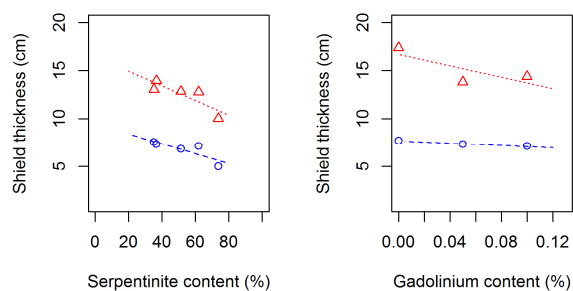 Shield thickness (cm)
20
15
10
5
0 20 40 60 80
Serpentinite content (%)
Shield thickness (cm)
20
15
10
5
0.00 0.04 0.08 0.12
Gadolinium content (%)